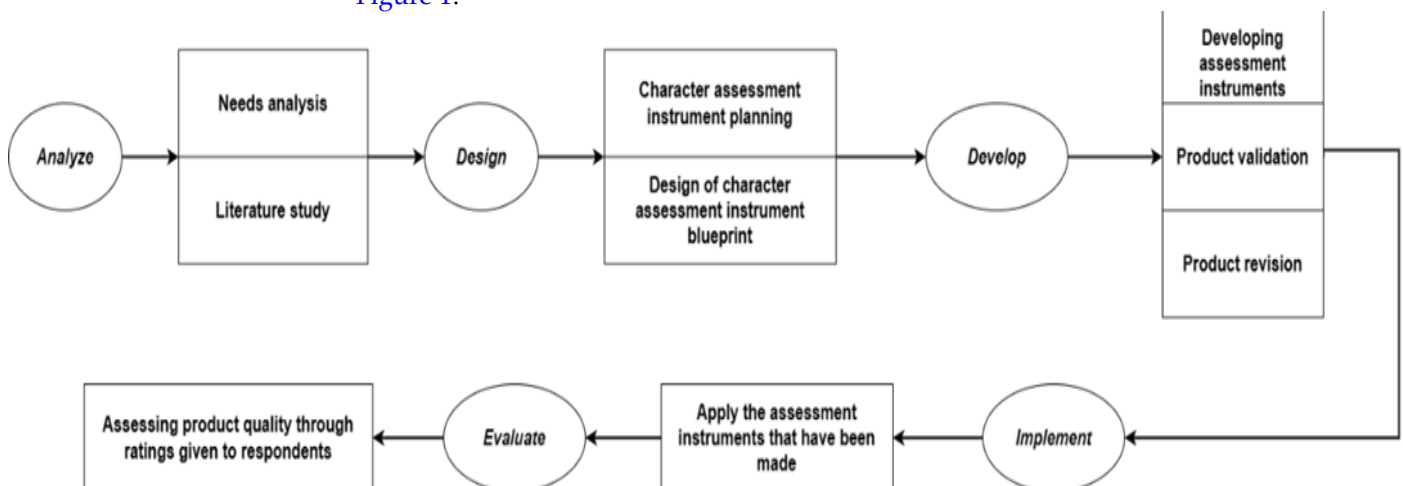 Figure 1.
Analyze
Needs analysis
Literature study
Design
Character assessment
instrument planning
Design of character
assessment instrument
blueprint
Develop
Developing
assessment
instruments
Product validation
Product revision
Implement
Apply the assessment
instruments that have been
made
Evaluate
Assessing product quality through
ratings given to respondents